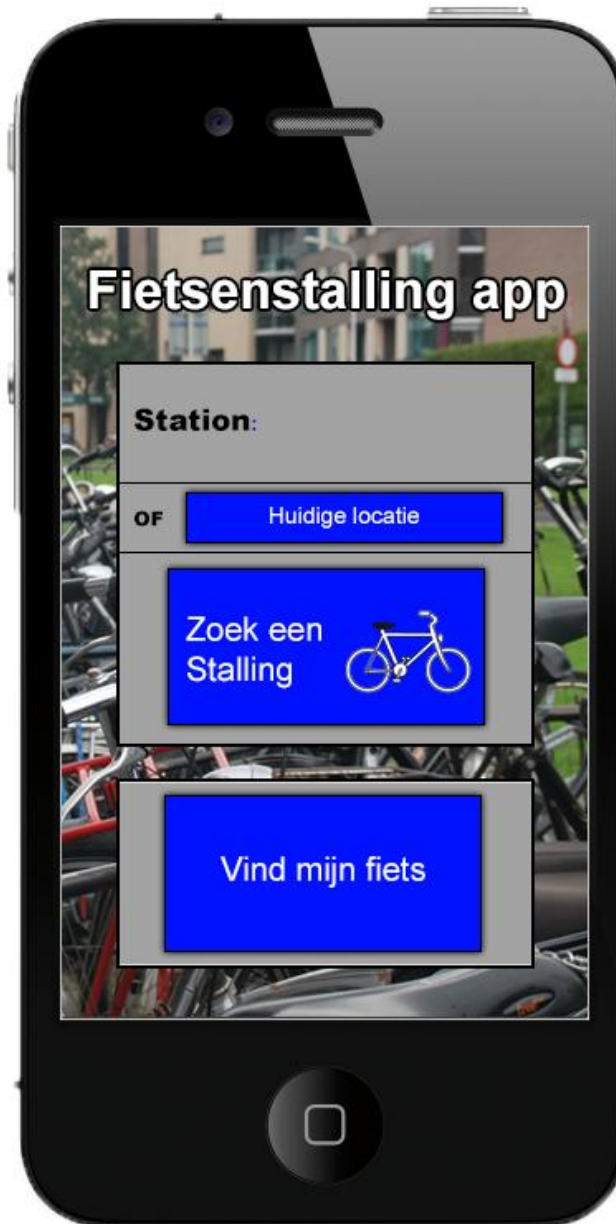 Fietsenstalling app
Station:
OF
Huidige locatie
Zoek een
Stalling
Vind mijn fiets